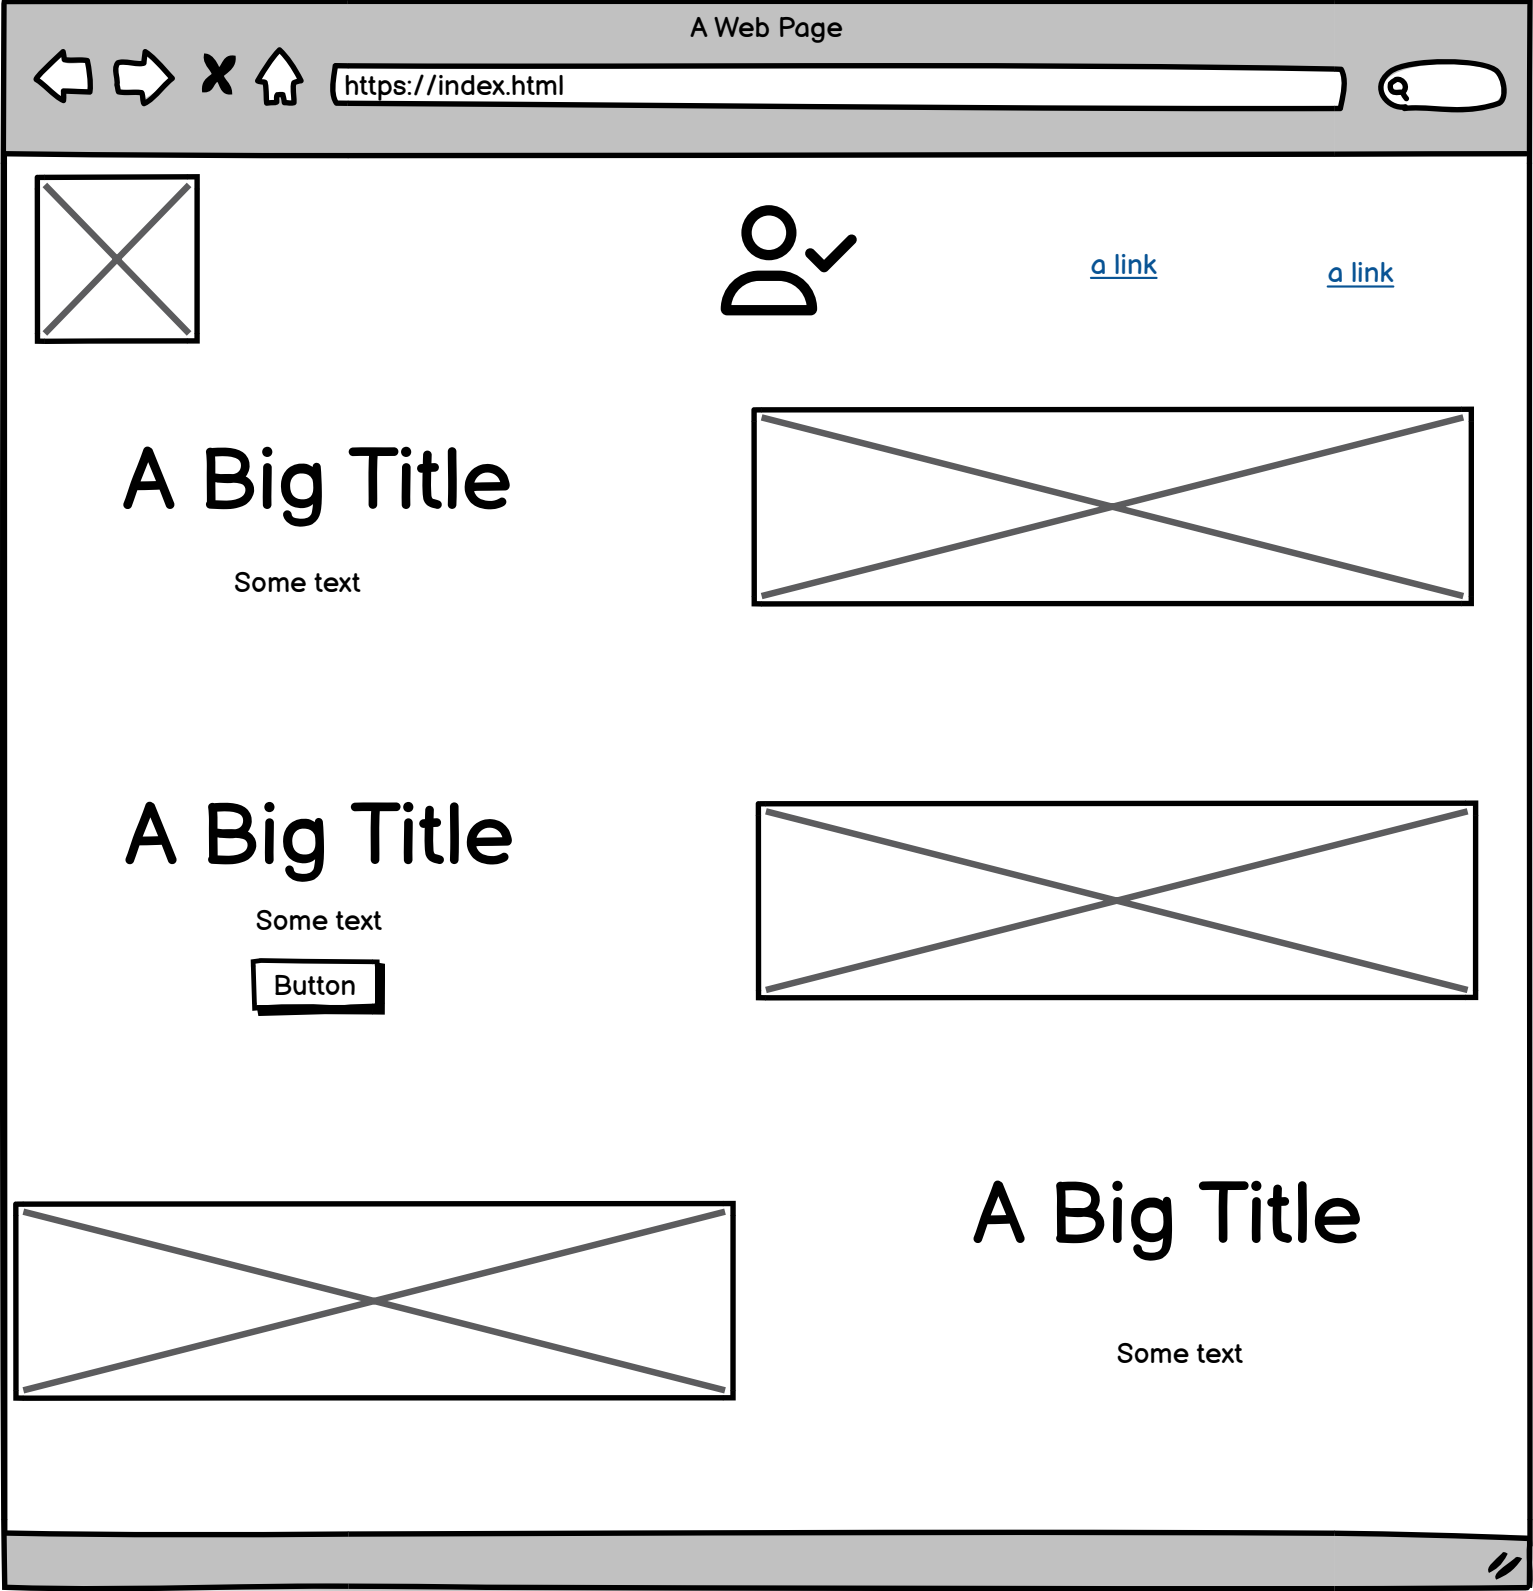 A Web Page
https://index.html
a link
a link
A Big Title
Some text
A Big Title
Some text
Button
A Big Title
Some text